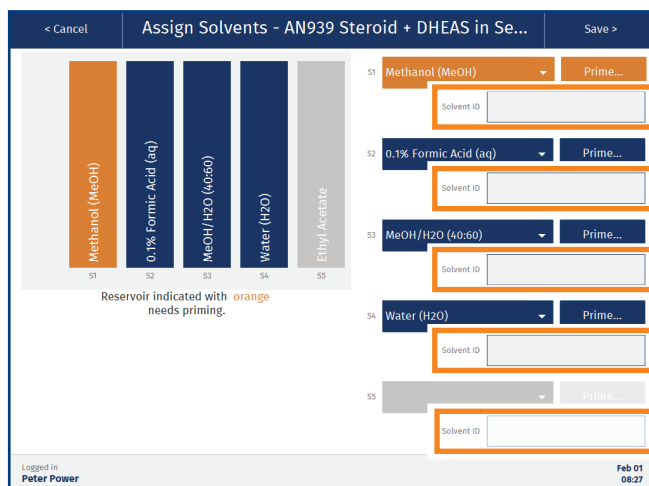 < Cancel
Assign Solvents - AN939 Steroid + DHEAS in Se...
Save >
Methanol (MeOH)
0.1% Formic Acid (aq)
MeOH/H2O (40:60)
Water (H2O)
Ethyl Acetate
S1
S2
S3
S4
S5
Reservoir indicated with orange
needs priming.
S1 Methanol (MeOH) Prime...
Solvent ID
S2 0.1% Formic Acid (aq) Prime...
Solvent ID
S3 MeOH/H2O (40:60) Prime...
Solvent ID
S4 Water (H2O) Prime...
Solvent ID
S5 Prime...
Solvent ID
Logged in
Peter Power
Feb 01
08:27